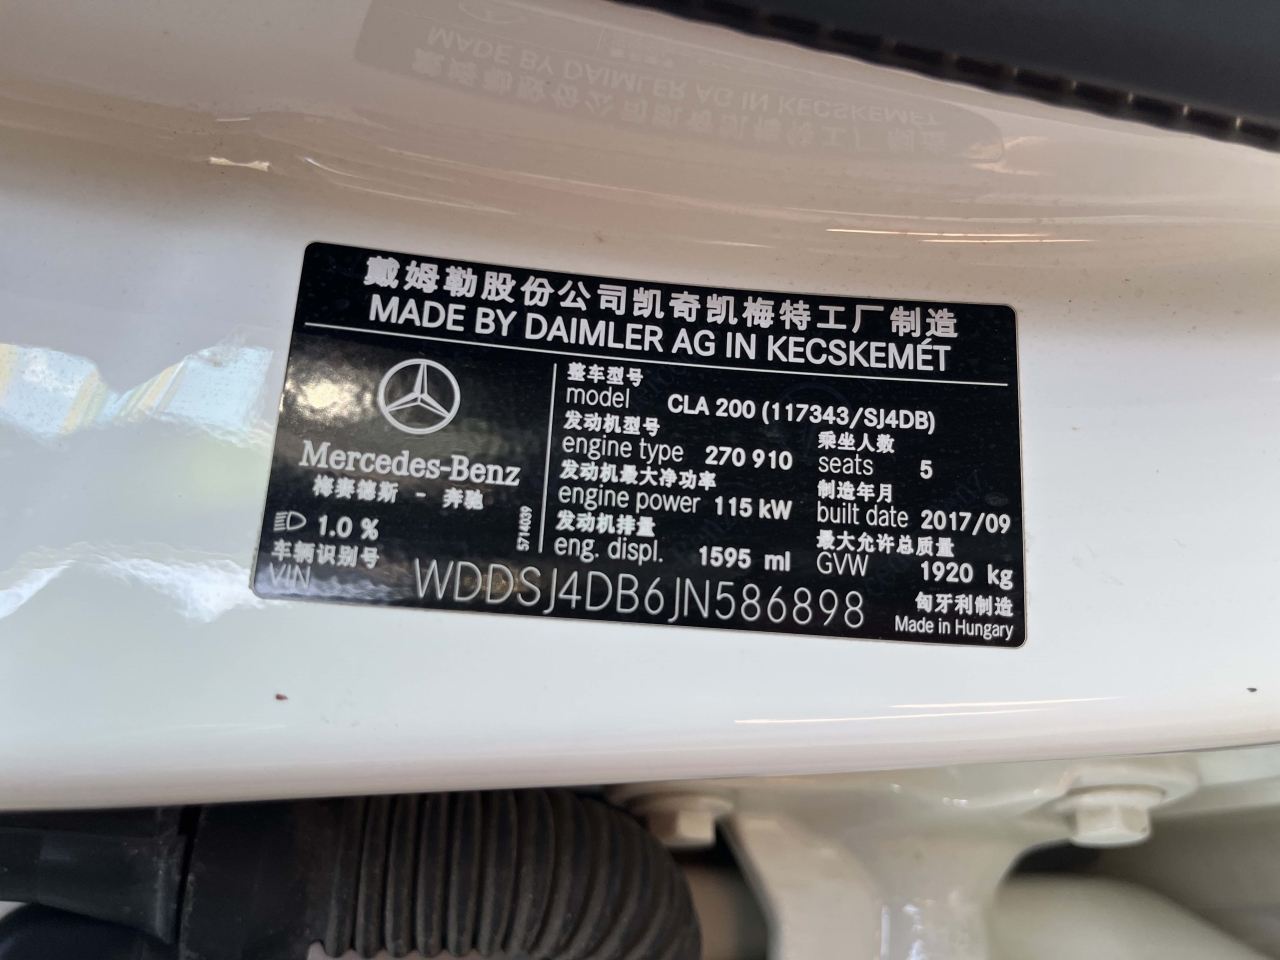 戴姆勒股份公司凯奇凯梅特工厂制造
MADE BY DAIMLER AG IN KECSKEMÉT
Mercedes-Benz
梅赛德斯 - 奔驰
1.0 %
5714039
整车型号
model CLA 200 (117343/SJ4DB)
发动机型号
engine type 270 910
乘坐人数
seats 5
发动机最大净功率
engine power 115 kW
制造年月
built date 2017/09
发动机排量
eng. displ. 1595 ml
最大允许总质量
GVW 1920 kg
车辆识别号
VIN WDDSJ4DB6JN586898
匈牙利制造
Made in Hungary